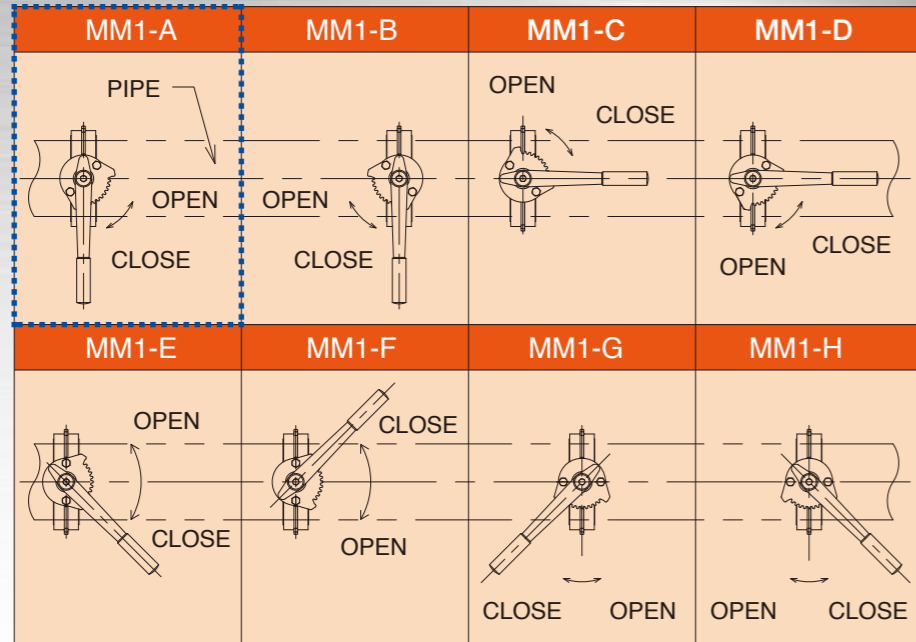 MM1-A
MM1-B
MM1-C
MM1-D
PIPE
OPEN
CLOSE
OPEN
CLOSE
OPEN
CLOSE
OPEN
CLOSE
MM1-E
MM1-F
MM1-G
MM1-H
OPEN
CLOSE
CLOSE
OPEN
CLOSE OPEN
OPEN CLOSE